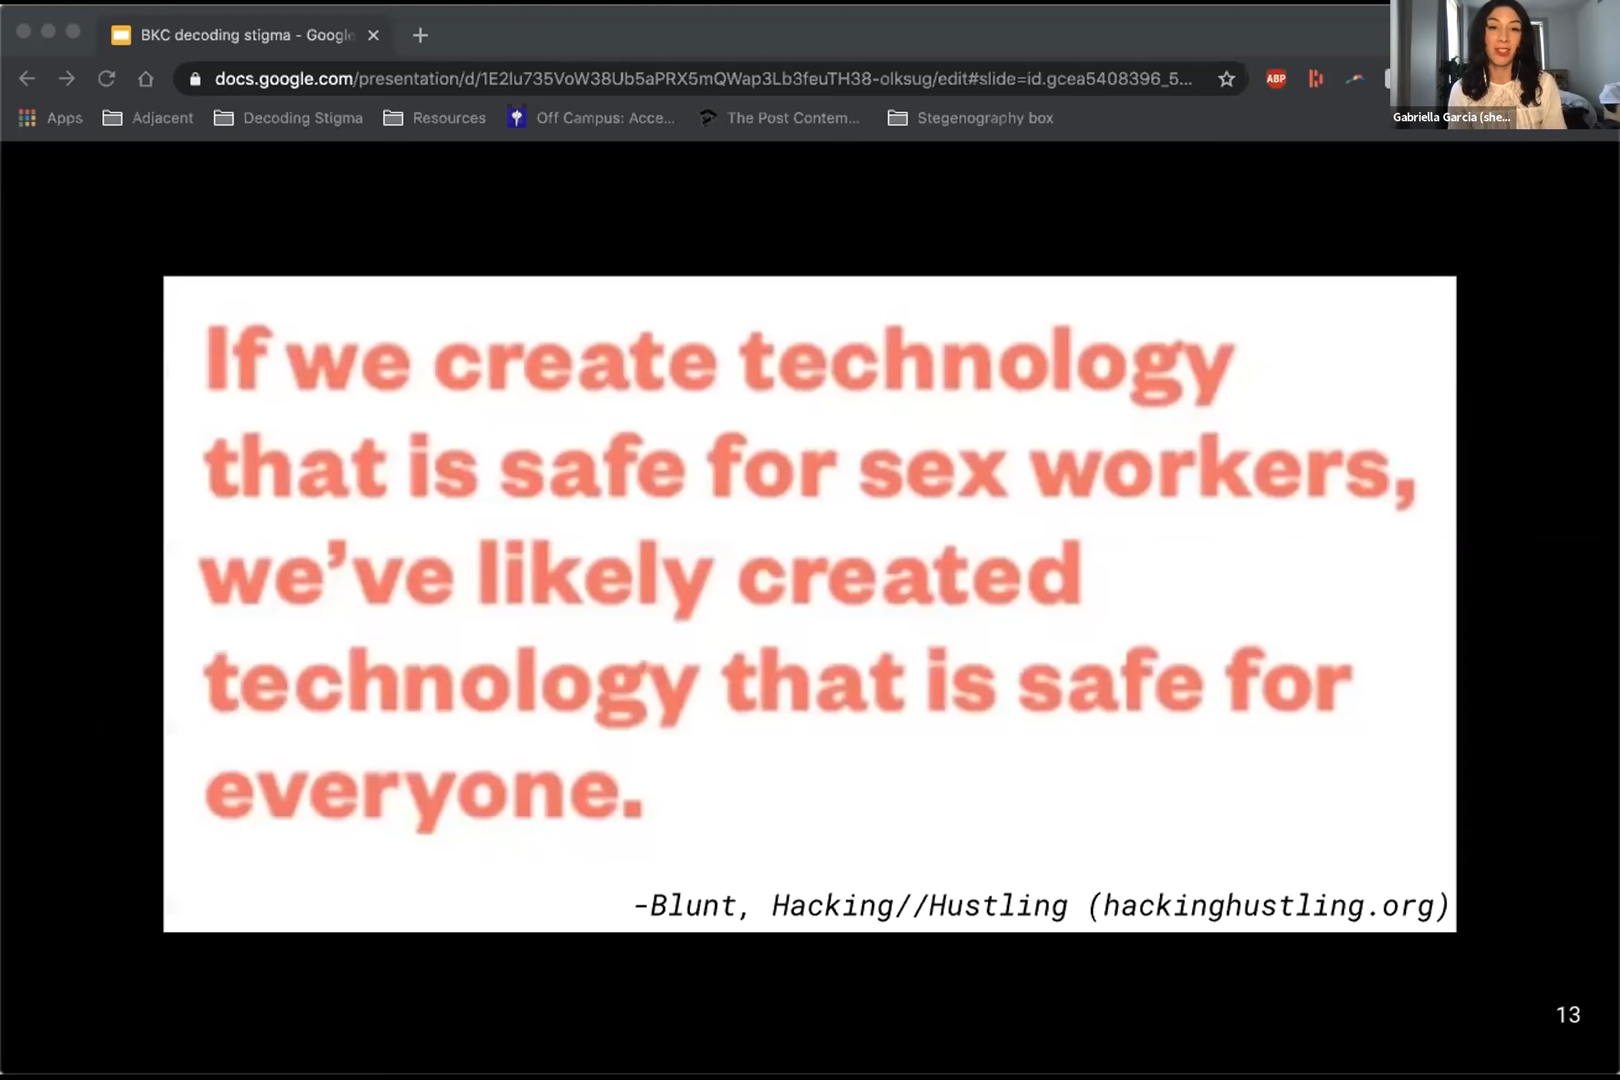 BKC decoding stigma - Google
docs.google.com/presentation/d/1E2lu735VoW38Ub5aPRX5mQWap3Lb3feuTH38-olksug/edit#slide=id.gcea5408396_5...
ABP
Apps Adjacent Decoding Stigma Resources Off Campus: Acce... The Post Contem... Stegenography box
Gabriella Garcia (she...
If we create technology
that is safe for sex workers,
we’ve likely created
technology that is safe for
everyone.
-Blunt, Hacking//Hustling (hackinghustling.org)
13